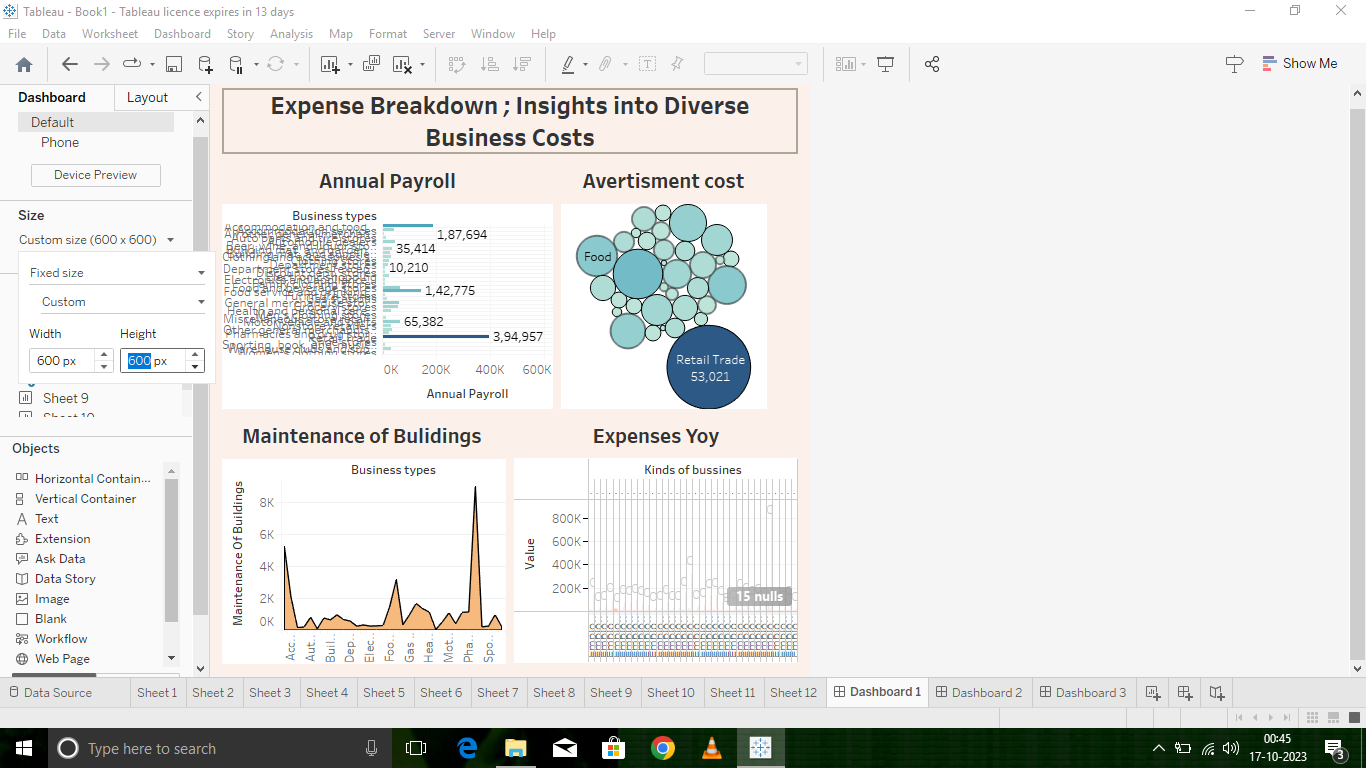 Tableau - Book1 - Tableau licence expires in 13 days
File Data Worksheet Dashboard Story Analysis Map Format Server Window Help
Show Me
Dashboard Layout
Default
Phone
Device Preview
Size
Custom size (600 x 600)
Fixed size
Custom
Width Height
600 px 600 px
Sheet 9
Sheet 10
Objects
Horizontal Contain...
Vertical Container
Text
Extension
Ask Data
Data Story
Image
Blank
Workflow
Web Page
Expense Breakdown ; Insights into Diverse
Business Costs
Annual Payroll
Business types
1,87,694
35,414
10,210
1,42,775
65,382
3,94,957
0K 200K 400K 600K
Annual Payroll
Avertisment cost
Food
Retail Trade
53,021
Maintenance of Bulidings
Business types
Maintenance Of Buildings
8K
6K
4K
2K
0K
Acc..
Aut..
Buil..
Dep..
Elec..
Foo..
Gas ..
Hea..
Mot..
Pha..
Spo..
Expenses Yoy
Kinds of bussines
Value
800K
600K
400K
200K
15 nulls
Data Source Sheet 1 Sheet 2 Sheet 3 Sheet 4 Sheet 5 Sheet 6 Sheet 7 Sheet 8 Sheet 9 Sheet 10 Sheet 11 Sheet 12 Dashboard 1 Dashboard 2 Dashboard 3
Type here to search
00:45
17-10-2023
3